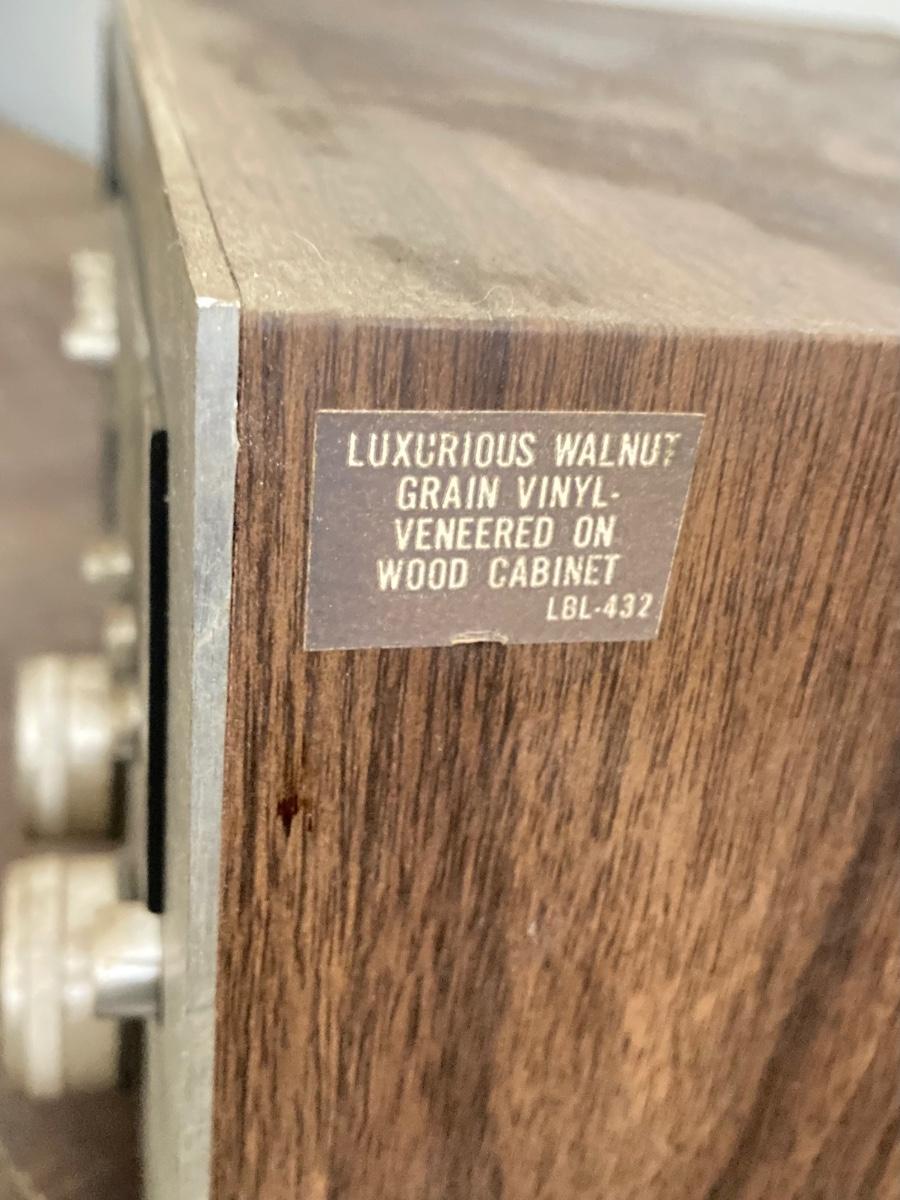 LUXURIOUS WALNUT
GRAIN VINYL-
VENEERED ON
WOOD CABINET
LBL-432